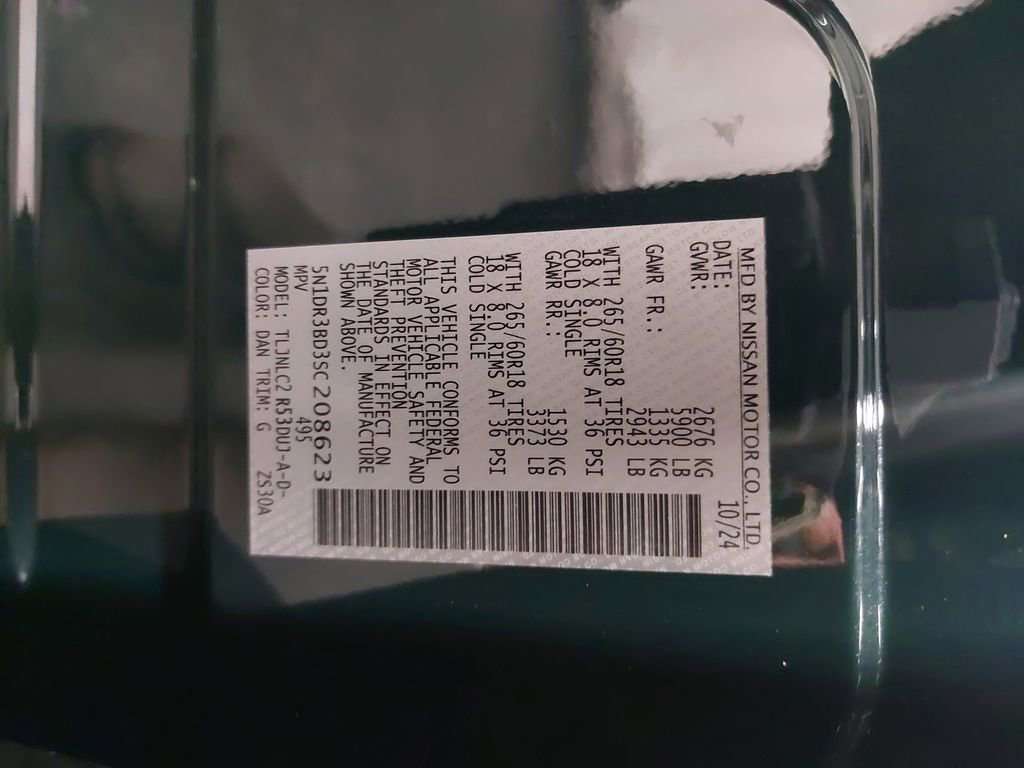 MFD BY NISSAN MOTOR CO., LTD.
DATE: 10/24
GVWR: 2676 KG
5900 LB
GAWR FR.: 1335 KG
2943 LB
WITH 265/60R18 TIRES
18 X 8.0 RIMS AT 36 PSI
COLD SINGLE
GAWR RR.: 1530 KG
3373 LB
WITH 265/60R18 TIRES
18 X 8.0 RIMS AT 36 PSI
COLD SINGLE
THIS VEHICLE CONFORMS TO
ALL APPLICABLE FEDERAL
MOTOR VEHICLE SAFETY AND
THEFT PREVENTION
STANDARDS IN EFFECT ON
THE DATE OF MANUFACTURE
SHOWN ABOVE.
5N1DR3BD3SC208623
MPV 495
MODEL: TLJNLC2 R53DUJ-A-D-
COLOR: DAN TRIM: G ZS30A